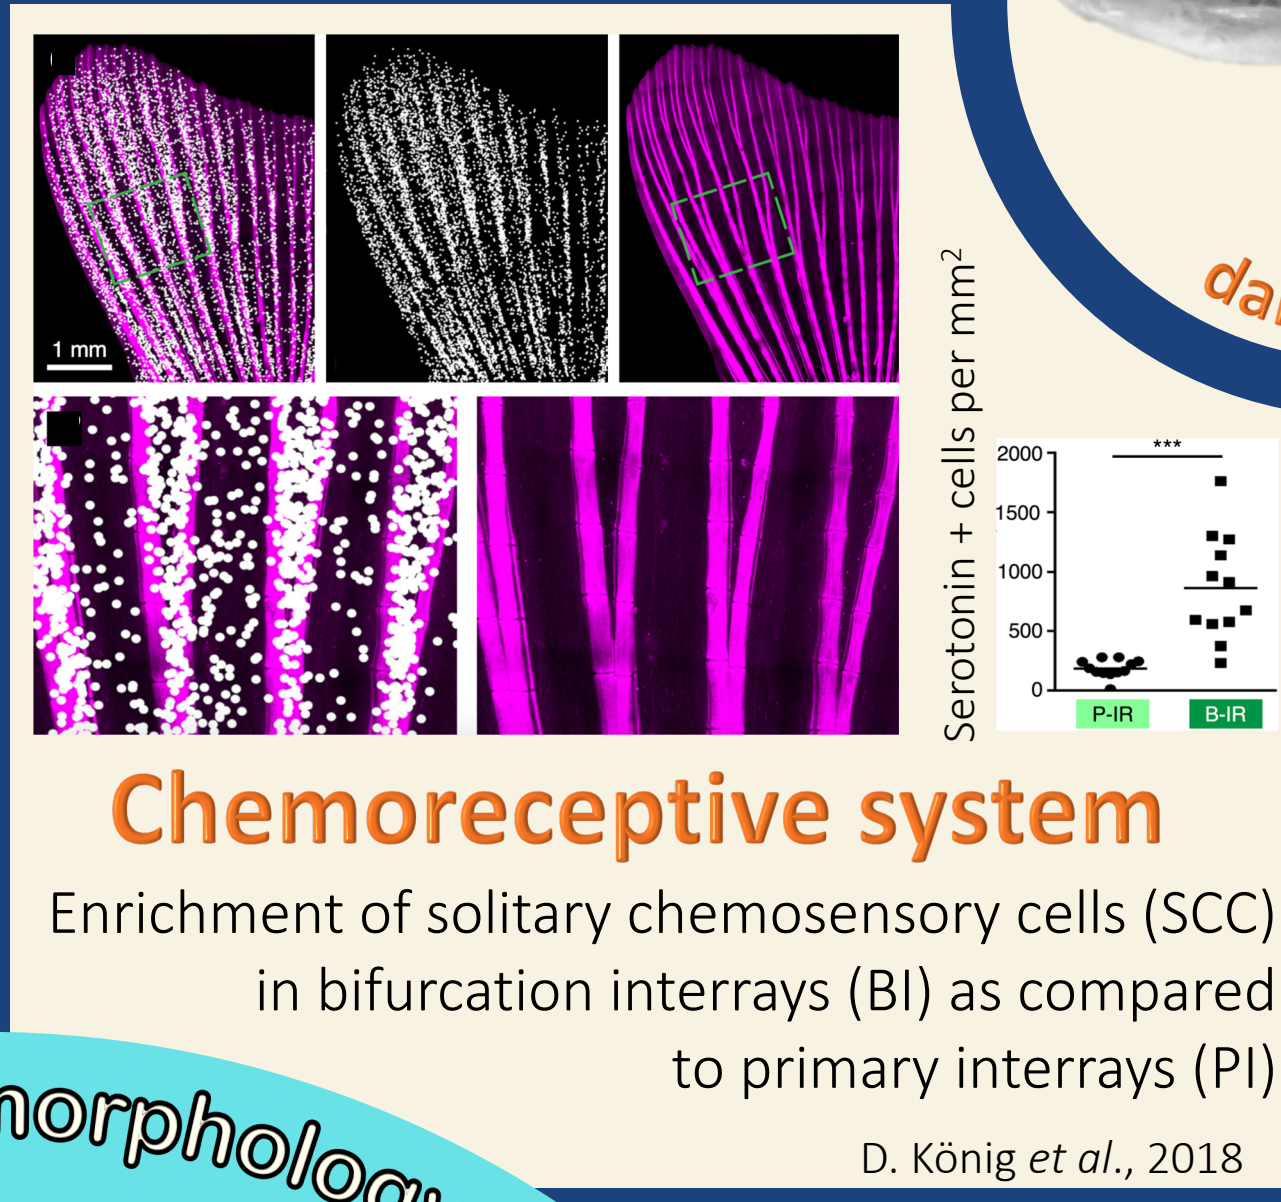 1 mm
Serotonin + cells per mm²
***
2000
1500
1000
500
0
P-IR
B-IR
Chemoreceptive system
Enrichment of solitary chemosensory cells (SCC)
in bifurcation interrays (BI) as compared
to primary interrays (PI)
D. König et al., 2018